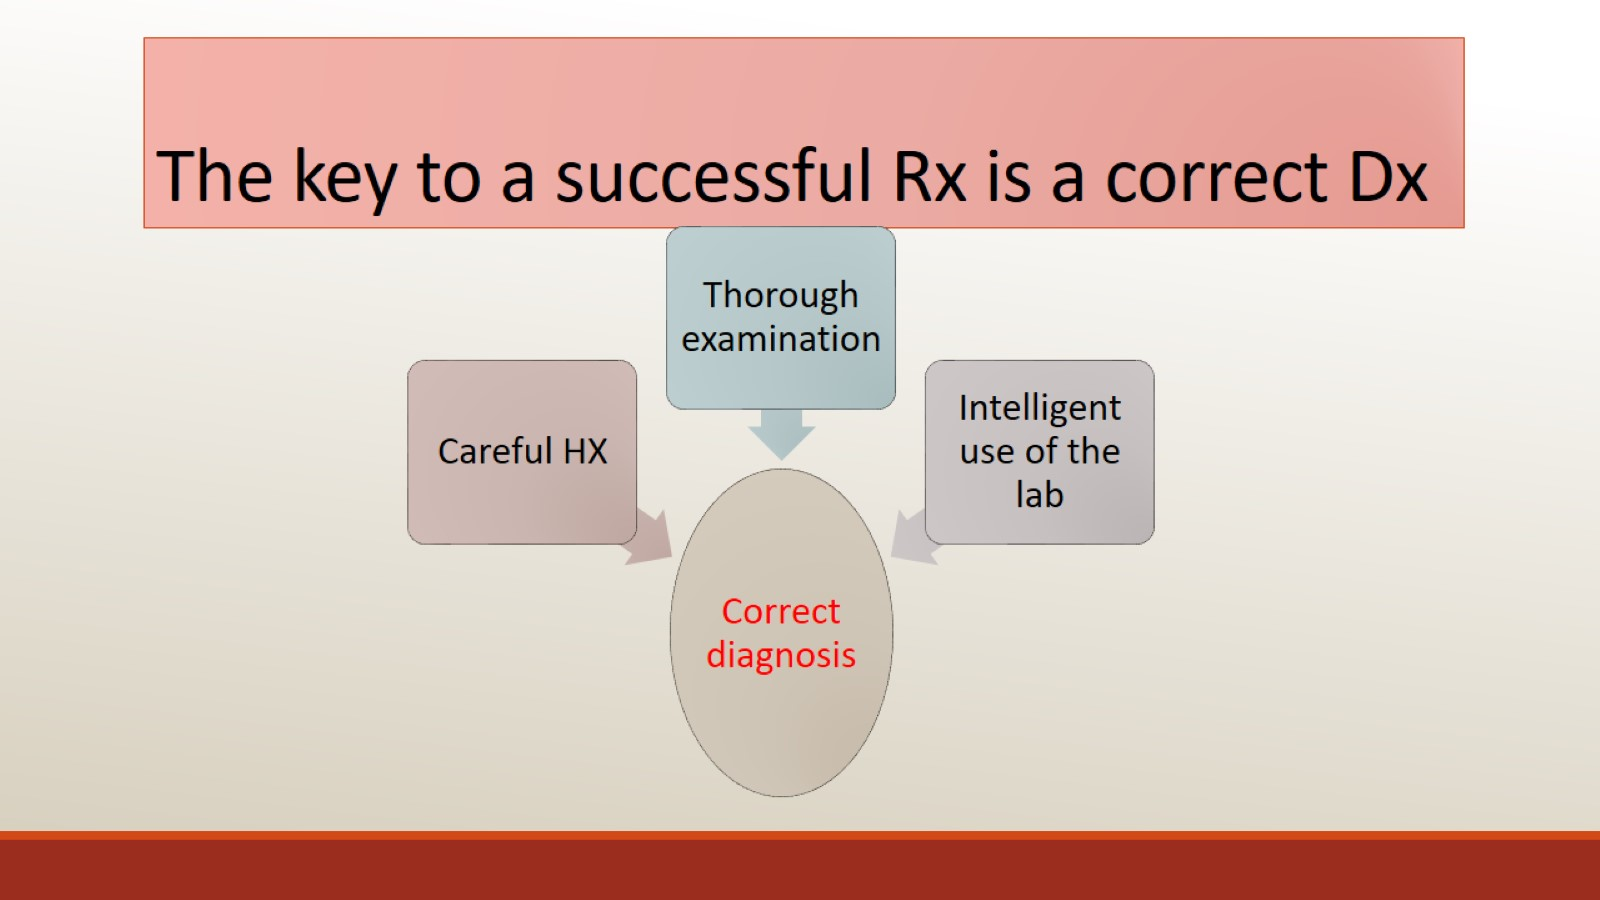 The key to a successful Rx is a correct Dx
Thorough
examination
Careful HX
Intelligent
use of the
lab
Correct
diagnosis